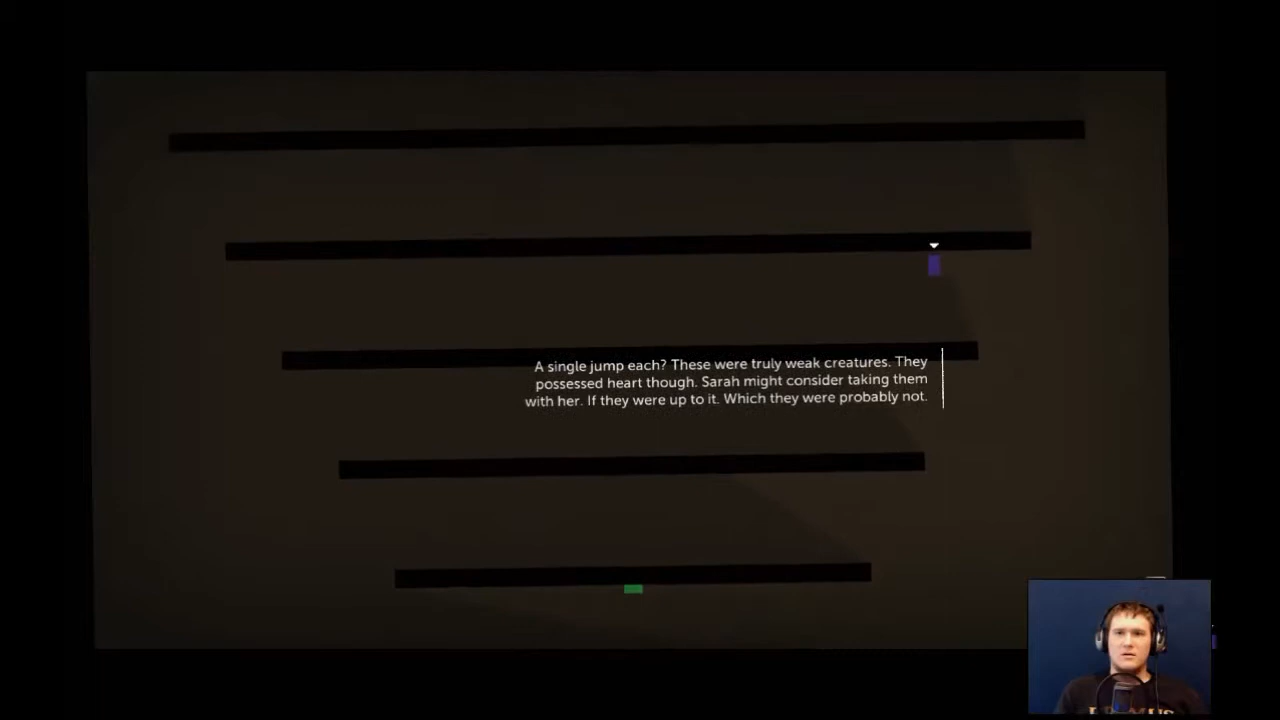 A single jump each? These were truly weak creatures. They
possessed heart though. Sarah might consider taking them
with her. If they were up to it. Which they were probably not.